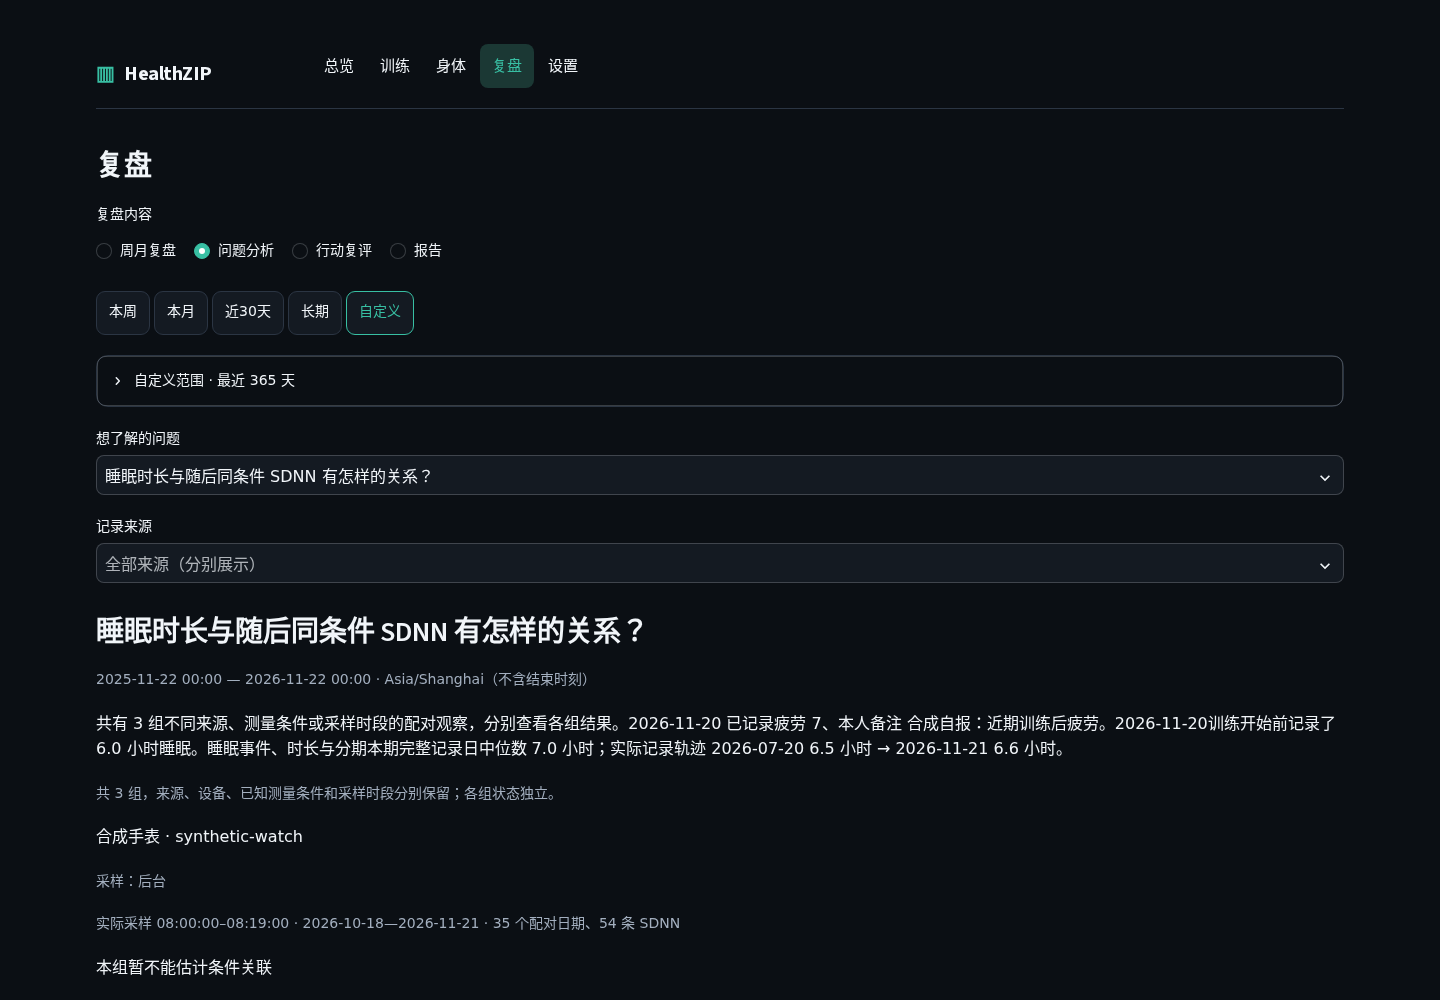 HealthZIP
总览 训练 身体 复盘 设置
复盘
复盘内容
周月复盘 问题分析 行动复评 报告
本周 本月 近30天 长期 自定义
自定义范围 · 最近 365 天
想了解的问题
睡眠时长与随后同条件 SDNN 有怎样的关系？
记录来源
全部来源（分别展示）
睡眠时长与随后同条件 SDNN 有怎样的关系？
2025-11-22 00:00 — 2026-11-22 00:00 · Asia/Shanghai（不含结束时刻）
共有 3 组不同来源、测量条件或采样时段的配对观察，分别查看各组结果。2026-11-20 已记录疲劳 7、本人备注 合成自报：近期训练后疲劳。2026-11-20训练开始前记录了
6.0 小时睡眠。睡眠事件、时长与分期本期完整记录日中位数 7.0 小时；实际记录轨迹 2026-07-20 6.5 小时 → 2026-11-21 6.6 小时。
共 3 组，来源、设备、已知测量条件和采样时段分别保留；各组状态独立。
合成手表 · synthetic-watch
采样：后台
实际采样 08:00:00–08:19:00 · 2026-10-18—2026-11-21 · 35 个配对日期、54 条 SDNN
本组暂不能估计条件关联